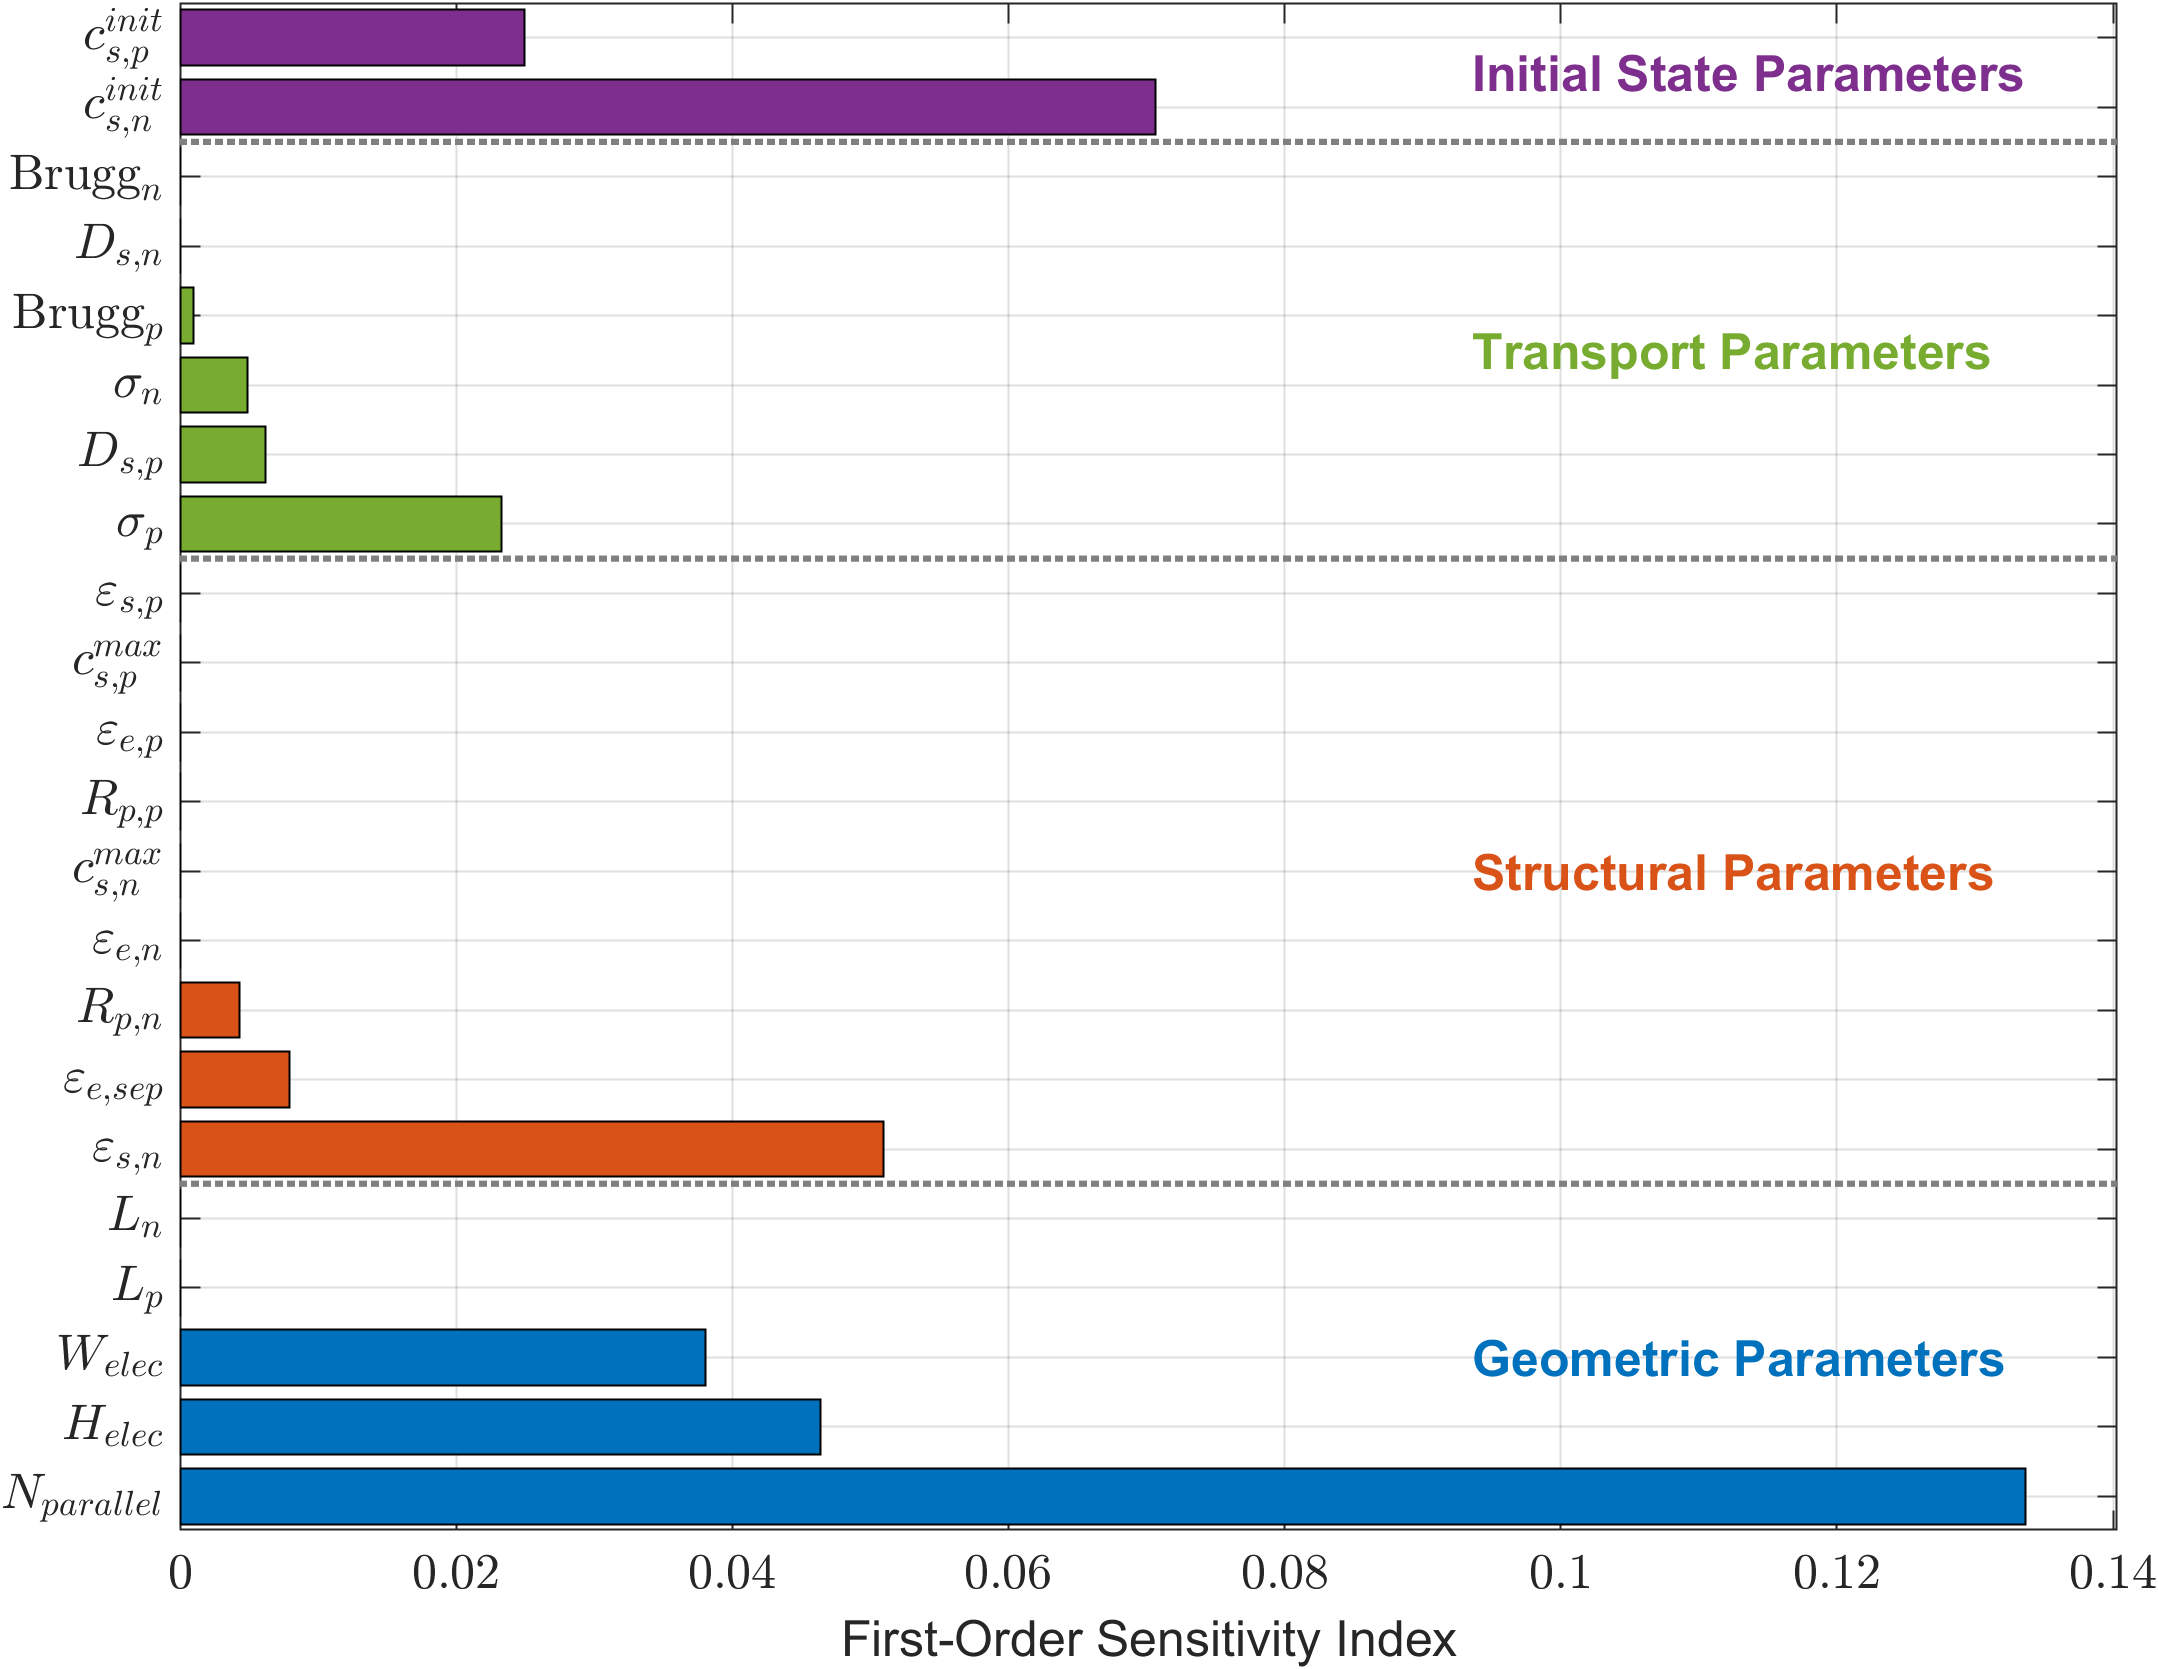 c_{s,p}^{init}
c_{s,n}^{init}
Initial State Parameters
Brugg_n
D_{s,n}
Brugg_p
σ_n
Transport Parameters
D_{s,p}
σ_p
ε_{s,p}
c_{s,p}^{max}
ε_{e,p}
R_{p,p}
c_{s,n}^{max}
Structural Parameters
ε_{e,n}
R_{p,n}
ε_{e,sep}
ε_{s,n}
L_n
L_p
W_{elec}
Geometric Parameters
H_{elec}
N_{parallel}
0 0.02 0.04 0.06 0.08 0.1 0.12 0.14
First-Order Sensitivity Index